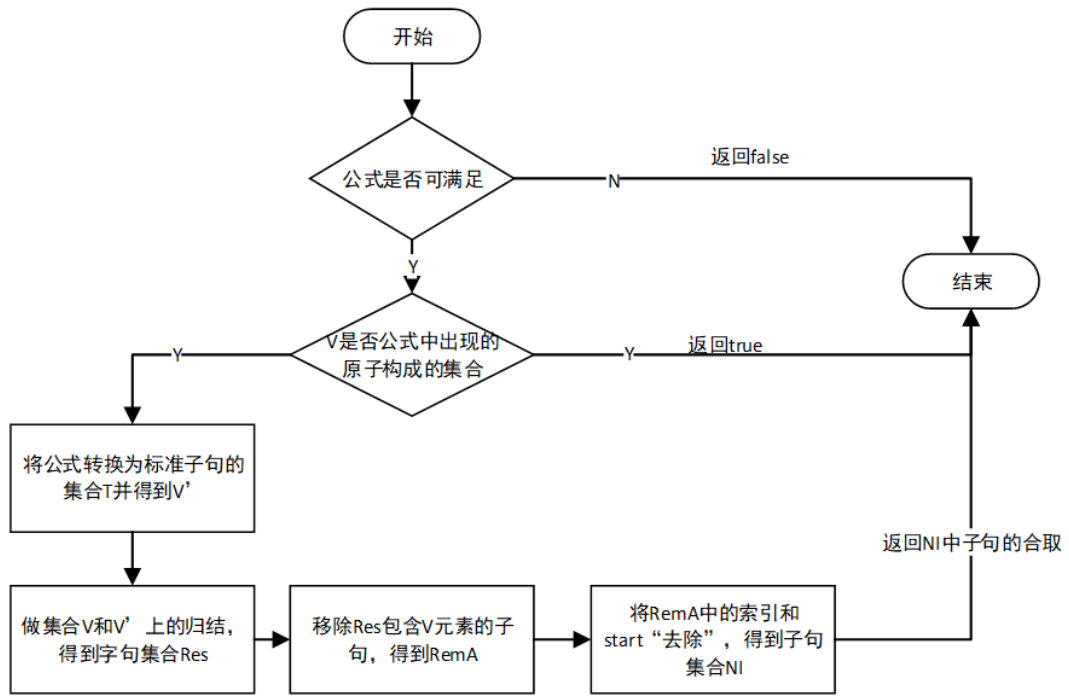 开始
公式是否可满足
N
返回false
结束
Y
V是否公式中出现的
原子构成的集合
Y
Y
返回true
将公式转换为标准子句的
集合T并得到V’
返回NI中子句的合取
做集合V和V’上的归结，
得到字句集合Res
移除Res包含V元素的子
句，得到RemA
将RemA中的索引和
start“去除”，得到子句
集合NI